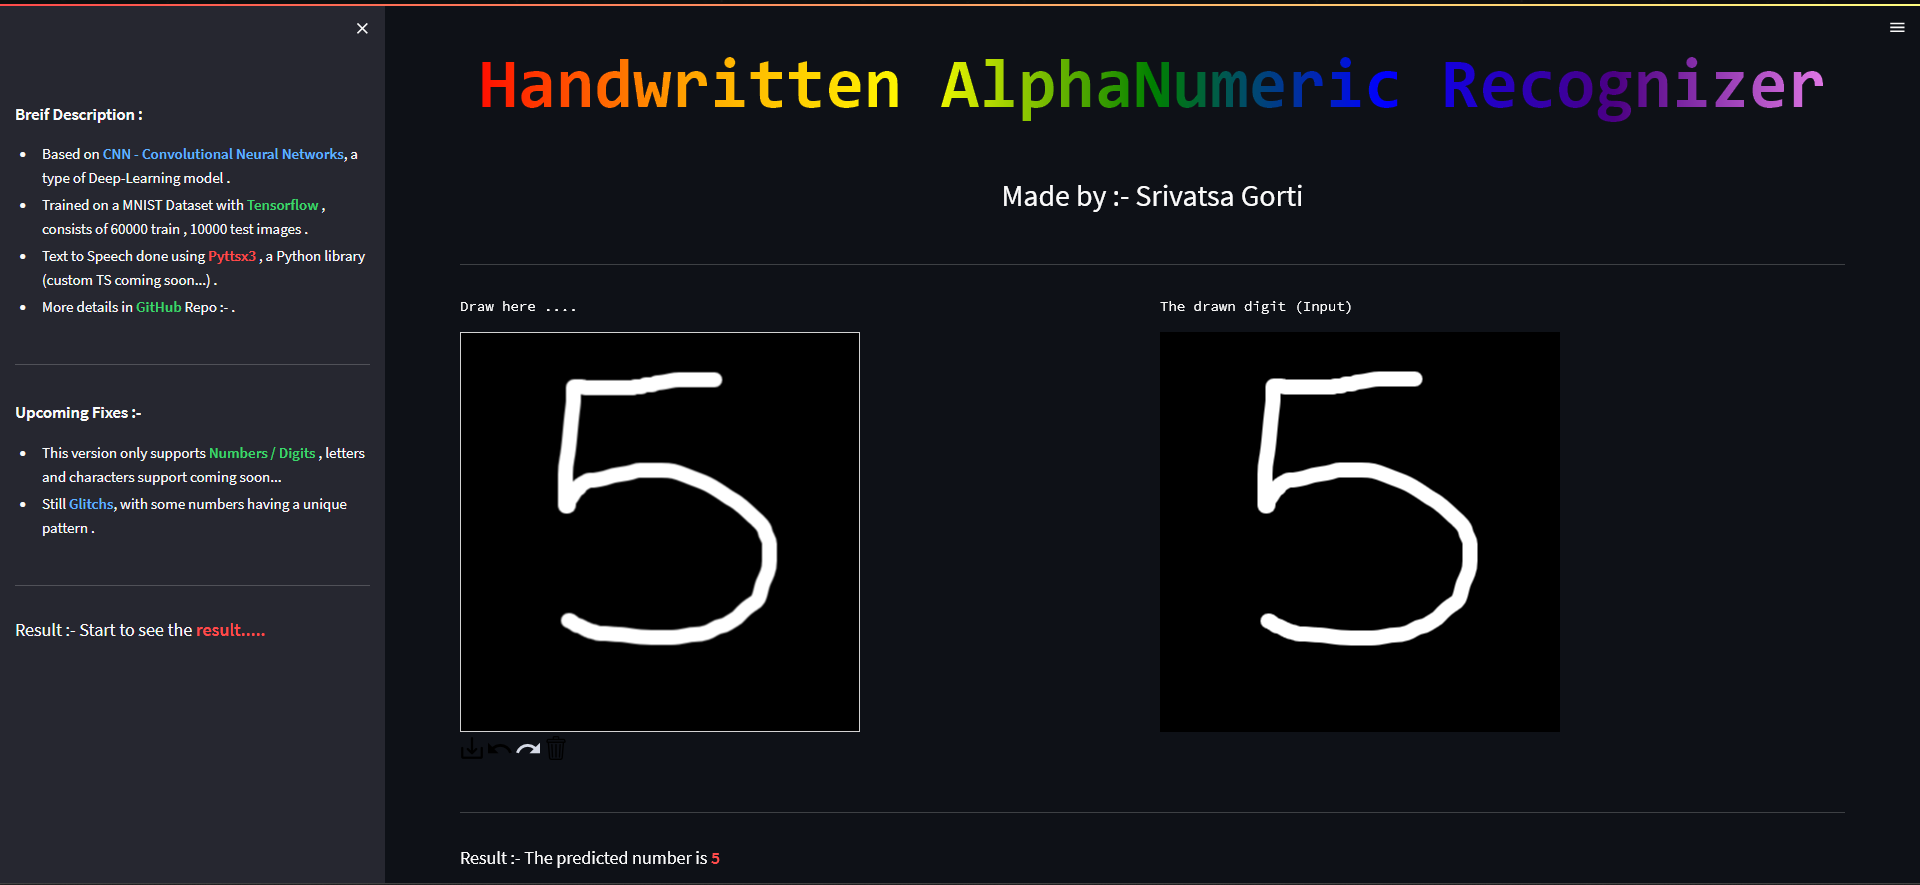 Breif Description :
Based on CNN - Convolutional Neural Networks, a
type of Deep-Learning model .
Trained on a MNIST Dataset with Tensorflow ,
consists of 60000 train , 10000 test images .
Text to Speech done using Pyttsx3 , a Python library
(custom TS coming soon...) .
More details in GitHub Repo :- .
Upcoming Fixes :-
This version only supports Numbers / Digits , letters
and characters support coming soon...
Still Glitchs, with some numbers having a unique
pattern .
Result :- Start to see the result.....
Handwritten AlphaNumeric Recognizer
Made by :- Srivatsa Gorti
Draw here ....
5
The drawn digit (Input)
5
Result :- The predicted number is 5